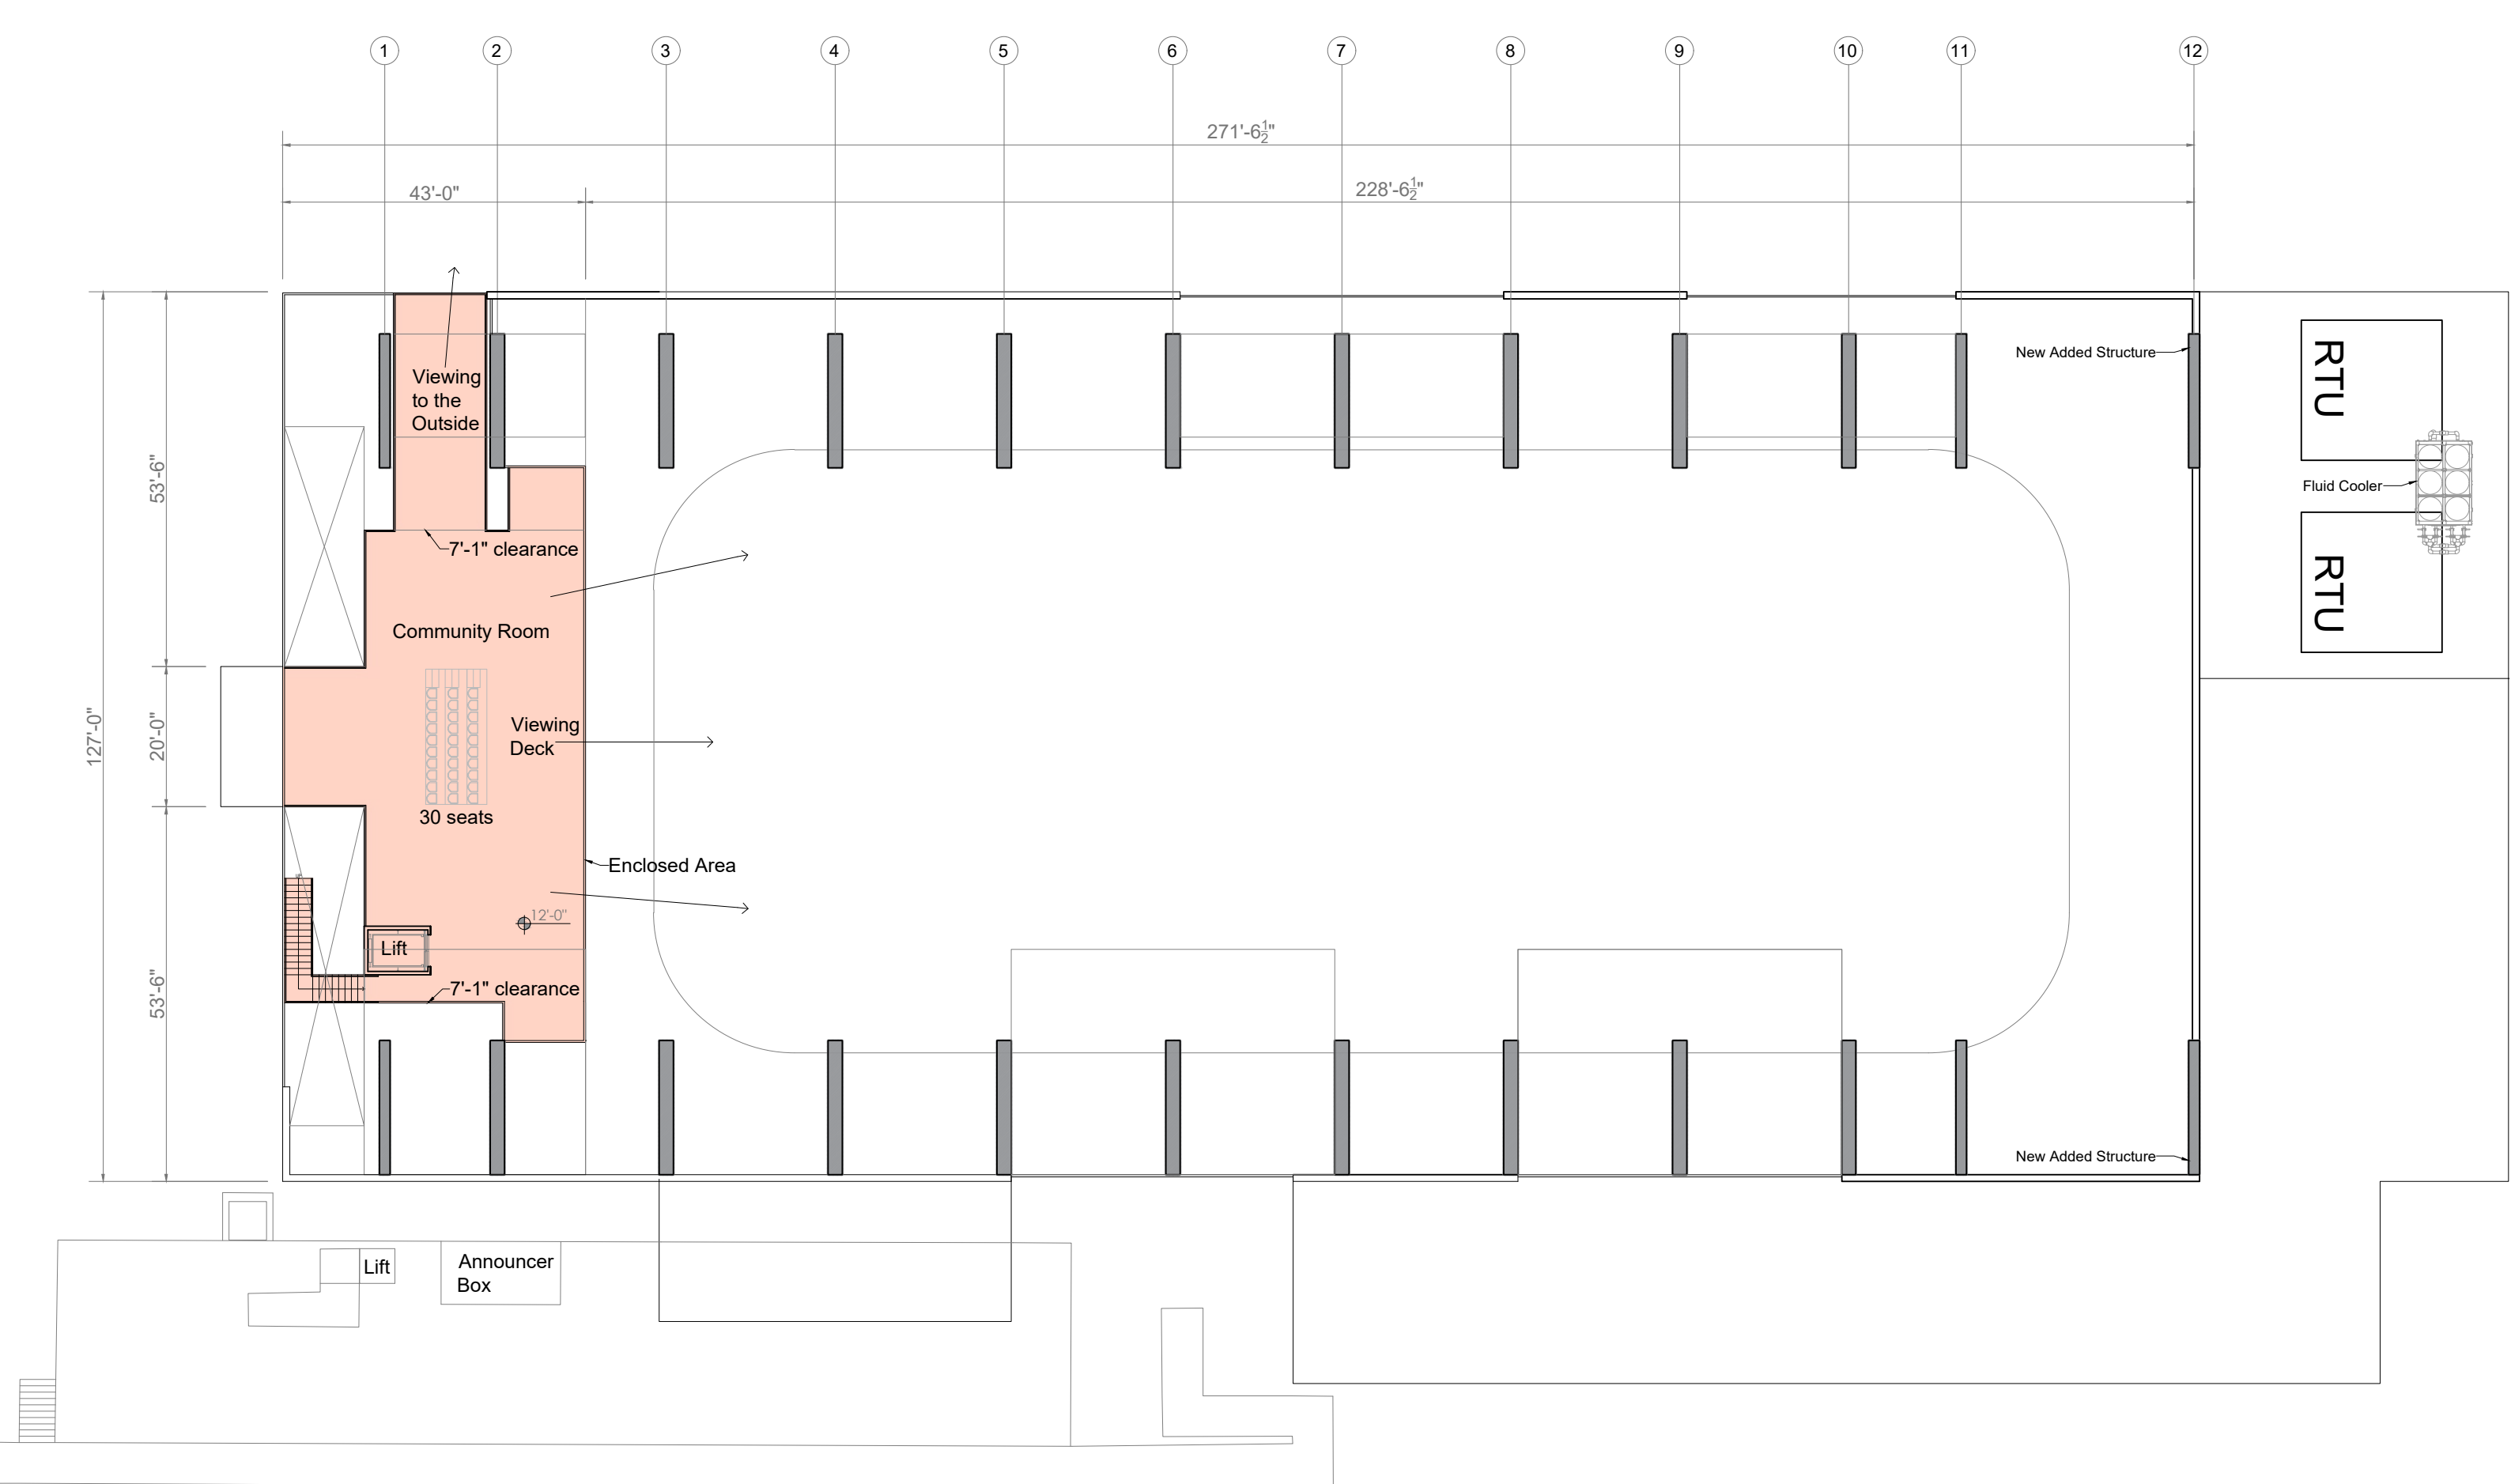 1 2 3 4 5 6 7 8 9 10 11 12
271'-6½"
43'-0"
228'-6½"
53'-6"
20'-0"
53'-6"
127'-0"
Viewing
to the
Outside
7'-1" clearance
Community Room
Viewing
Deck
30 seats
Enclosed Area
12'-0"
Lift
7'-1" clearance
New Added Structure
New Added Structure
RTU
Fluid Cooler
RTU
Lift
Announcer
Box